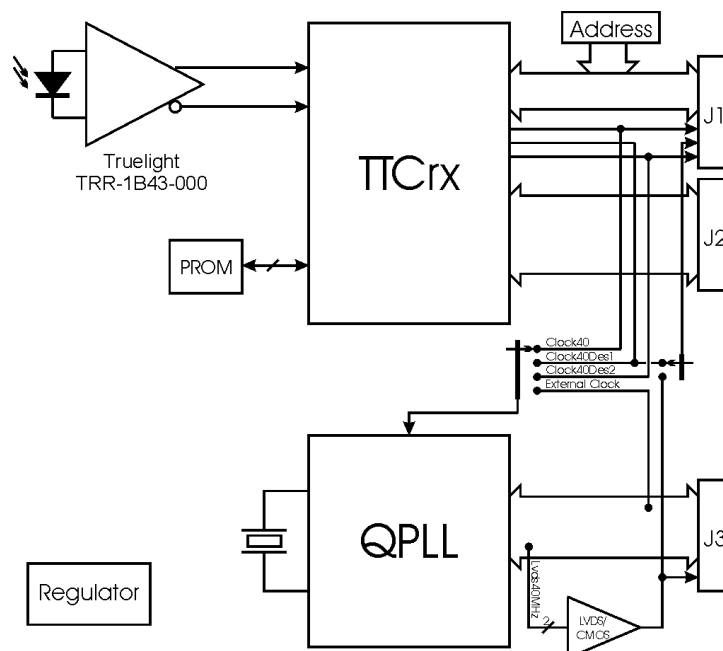 Address
J1
TTCrx
Truelight
TRR-1B43-000
J2
PROM
Clock40
Clock40Des1
Clock40Des2
External Clock
QPLL
J3
Lvds40MHz
2
LVDS/
CMOS
Regulator